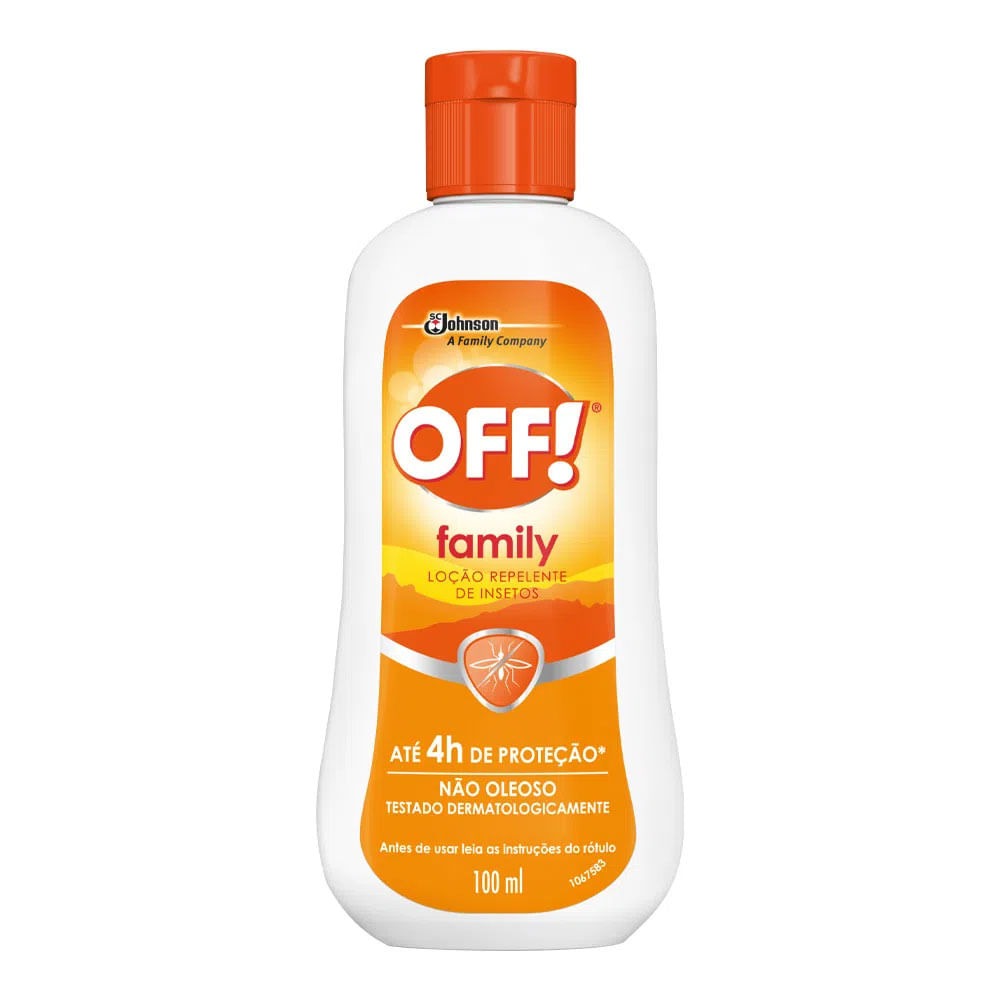 SC Johnson
A Family Company
OFF!®
family
LOÇÃO REPELENTE
DE INSETOS
ATÉ 4h DE PROTEÇÃO*
NÃO OLEOSO
TESTADO DERMATOLOGICAMENTE
Antes de usar leia as instruções do rótulo
1067583
100 ml